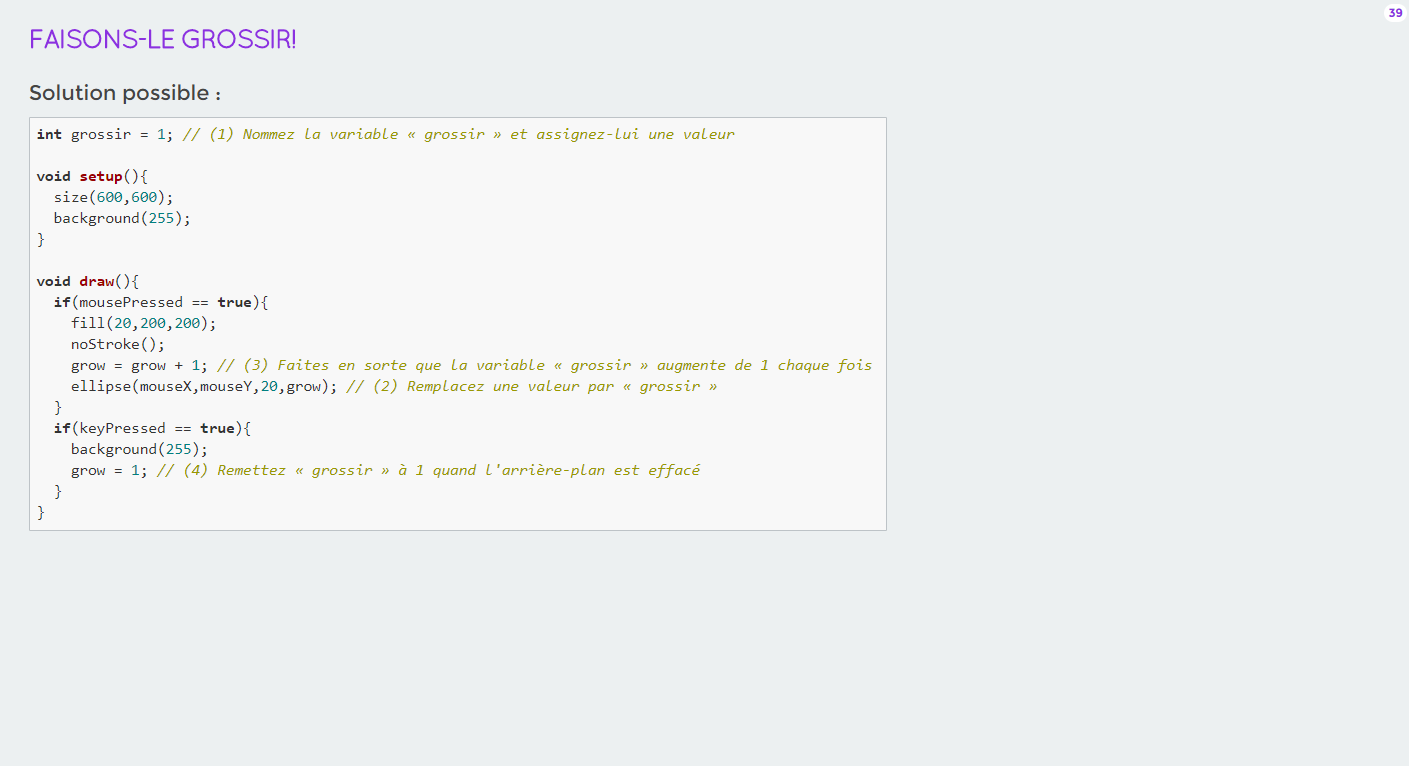 39
FAISONS-LE GROSSIR!
Solution possible :
int grossir = 1; // (1) Nommez la variable « grossir » et assignez-lui une valeur
void setup(){
  size(600,600);
  background(255);
}
void draw(){
  if(mousePressed == true){
    fill(20,200,200);
    noStroke();
    grow = grow + 1; // (3) Faites en sorte que la variable « grossir » augmente de 1 chaque fois
    ellipse(mouseX,mouseY,20,grow); // (2) Remplacez une valeur par « grossir »
  }
  if(keyPressed == true){
    background(255);
    grow = 1; // (4) Remettez « grossir » à 1 quand l'arrière-plan est effacé
  }
}